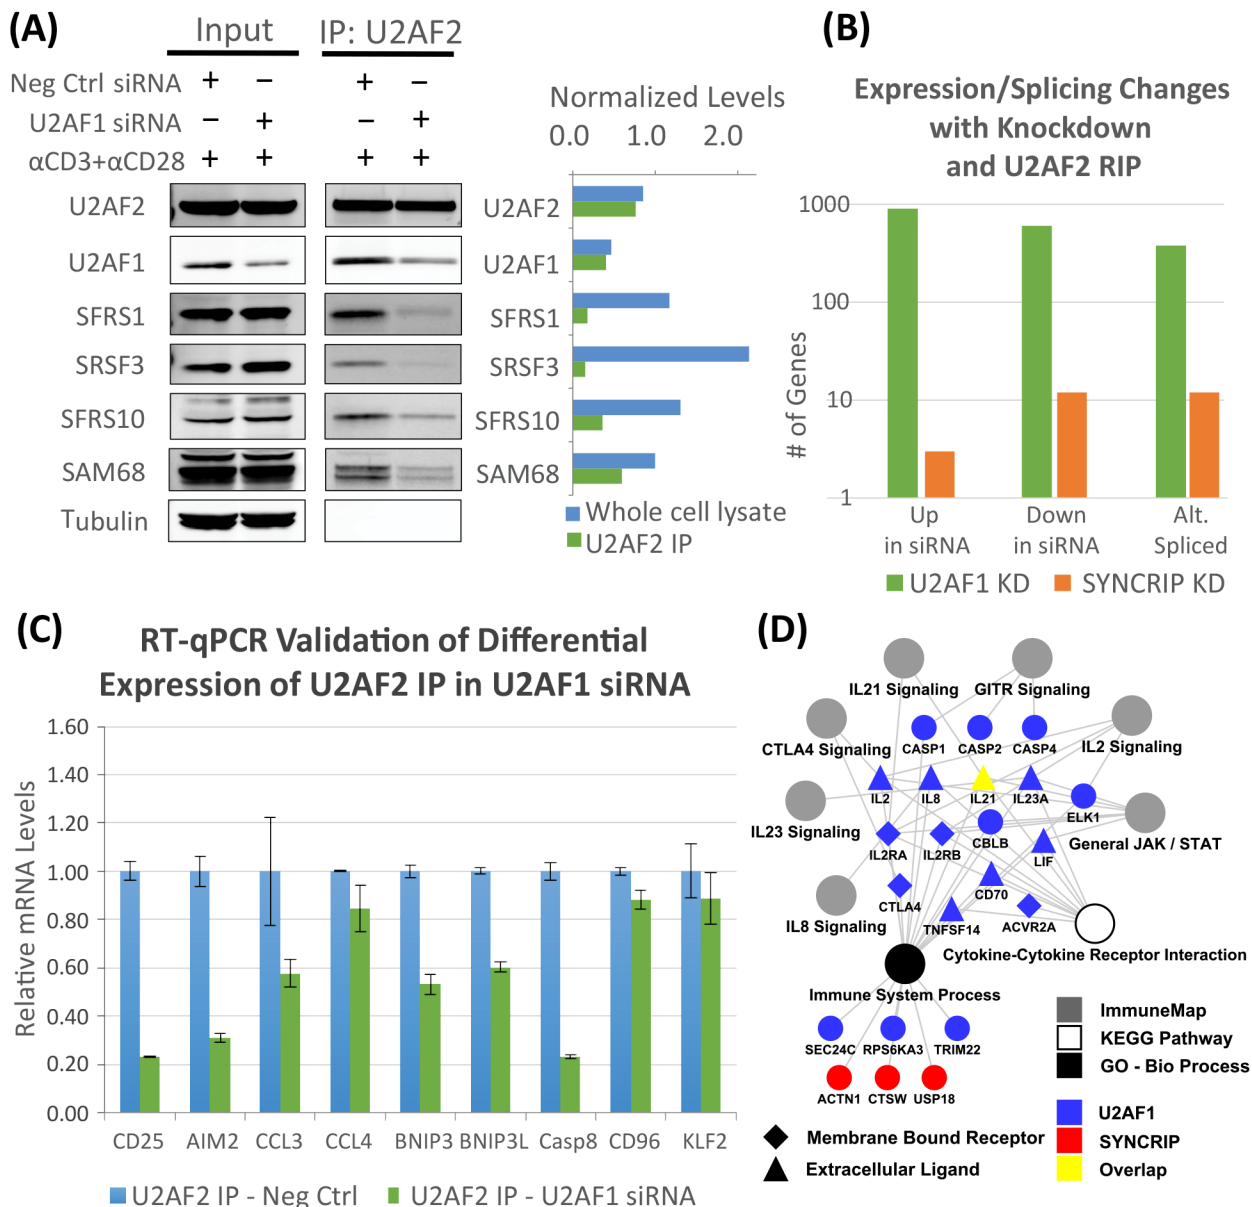 (A)
Input
IP: U2AF2
Neg Ctrl siRNA + − + −
U2AF1 siRNA − + − +
αCD3+αCD28 + + + +
U2AF2
U2AF1
SFRS1
SRSF3
SFRS10
SAM68
Tubulin
Normalized Levels
0.0 1.0 2.0
U2AF2
U2AF1
SFRS1
SRSF3
SFRS10
SAM68
Whole cell lysate
U2AF2 IP
(B)
Expression/Splicing Changes
with Knockdown
and U2AF2 RIP
# of Genes
1000
100
10
1
Up
in siRNA
Down
in siRNA
Alt.
Spliced
U2AF1 KD
SYNCRIP KD
(C)
RT-qPCR Validation of Differential
Expression of U2AF2 IP in U2AF1 siRNA
Relative mRNA Levels
1.60
1.40
1.20
1.00
0.80
0.60
0.40
0.20
0.00
CD25 AIM2 CCL3 CCL4 BNIP3 BNIP3L Casp8 CD96 KLF2
U2AF2 IP - Neg Ctrl
U2AF2 IP - U2AF1 siRNA
(D)
IL21 Signaling
GITR Signaling
CTLA4 Signaling
CASP1
CASP2
CASP4
IL2 Signaling
IL2
IL8
IL21
IL23A
ELK1
IL23 Signaling
IL2RA
IL2RB
CBLB
LIF
General JAK / STAT
CTLA4
CD70
IL8 Signaling
TNFSF14
ACVR2A
Cytokine-Cytokine Receptor Interaction
Immune System Process
SEC24C
RPS6KA3
TRIM22
ACTN1
CTSW
USP18
ImmuneMap
KEGG Pathway
GO - Bio Process
U2AF1
SYNCRIP
Overlap
Membrane Bound Receptor
Extracellular Ligand